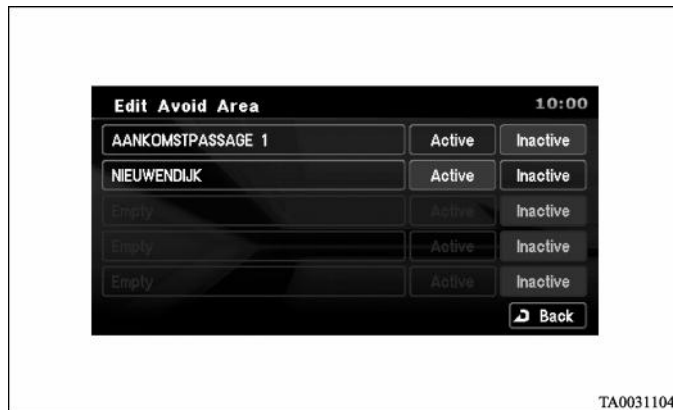 Edit Avoid Area 10:00
AANKOMSTPASSAGE 1 Active Inactive
NIEUWENDIJK Active Inactive
Empty Active Inactive
Empty Active Inactive
Empty Active Inactive
Back
TA0031104